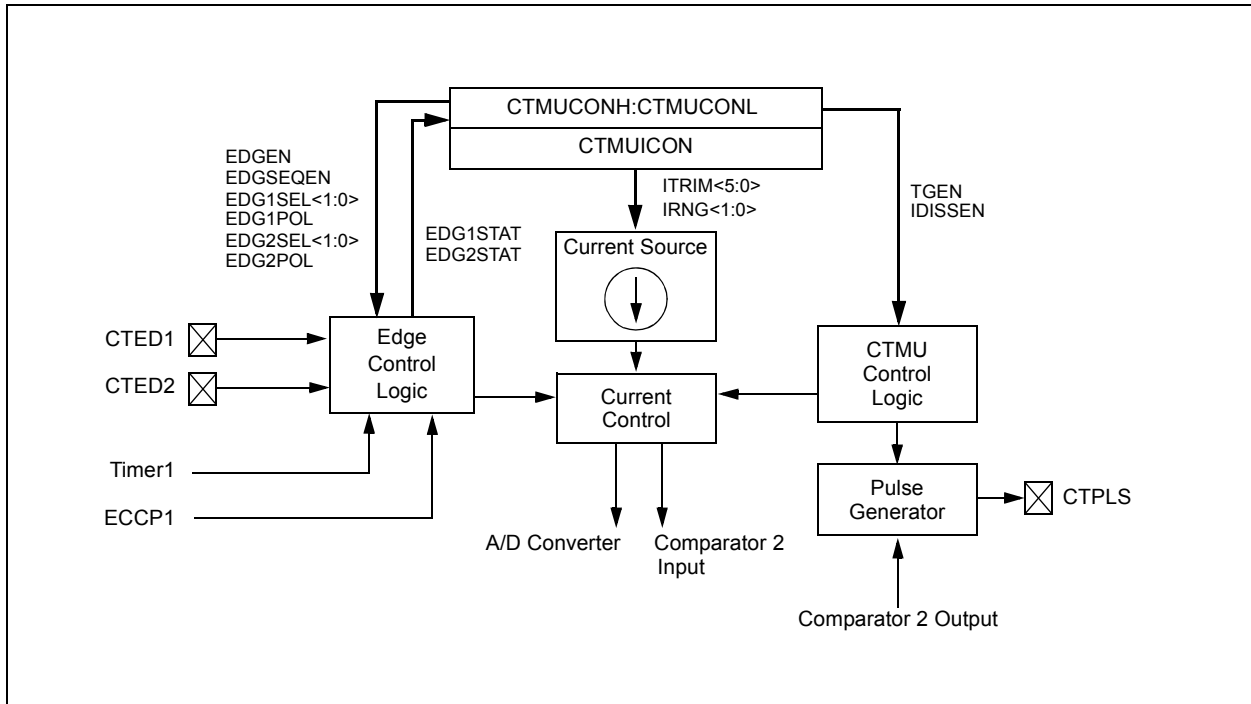 CTMUCONH:CTMUCONL
CTMUICON
EDGEN
EDGSEQEN
EDG1SEL<1:0>
EDG1POL
EDG2SEL<1:0>
EDG2POL
EDG1STAT
EDG2STAT
ITRIM<5:0>
IRNG<1:0>
TGEN
IDISSEN
Current Source
CTED1
CTED2
Edge
Control
Logic
Current
Control
CTMU
Control
Logic
Timer1
ECCP1
Pulse
Generator
CTPLS
A/D Converter
Comparator 2
Input
Comparator 2 Output